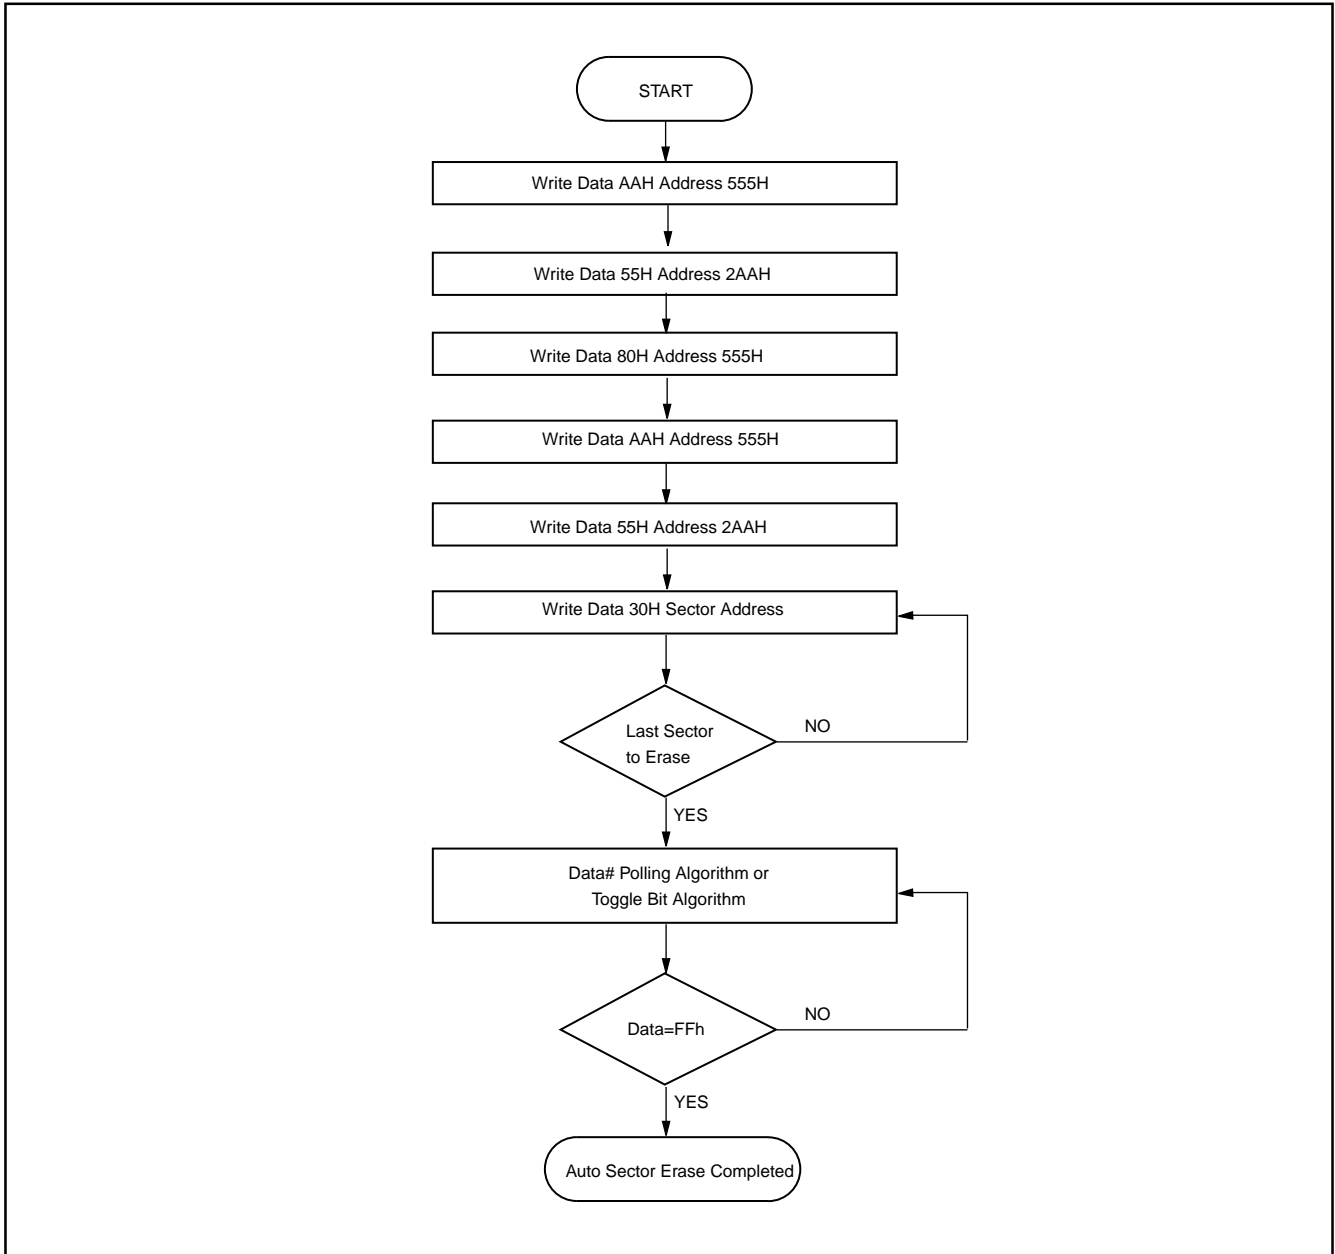 START
Write Data AAH Address 555H
Write Data 55H Address 2AAH
Write Data 80H Address 555H
Write Data AAH Address 555H
Write Data 55H Address 2AAH
Write Data 30H Sector Address
Last Sector
to Erase
NO
YES
Data# Polling Algorithm or
Toggle Bit Algorithm
Data=FFh
NO
YES
Auto Sector Erase Completed